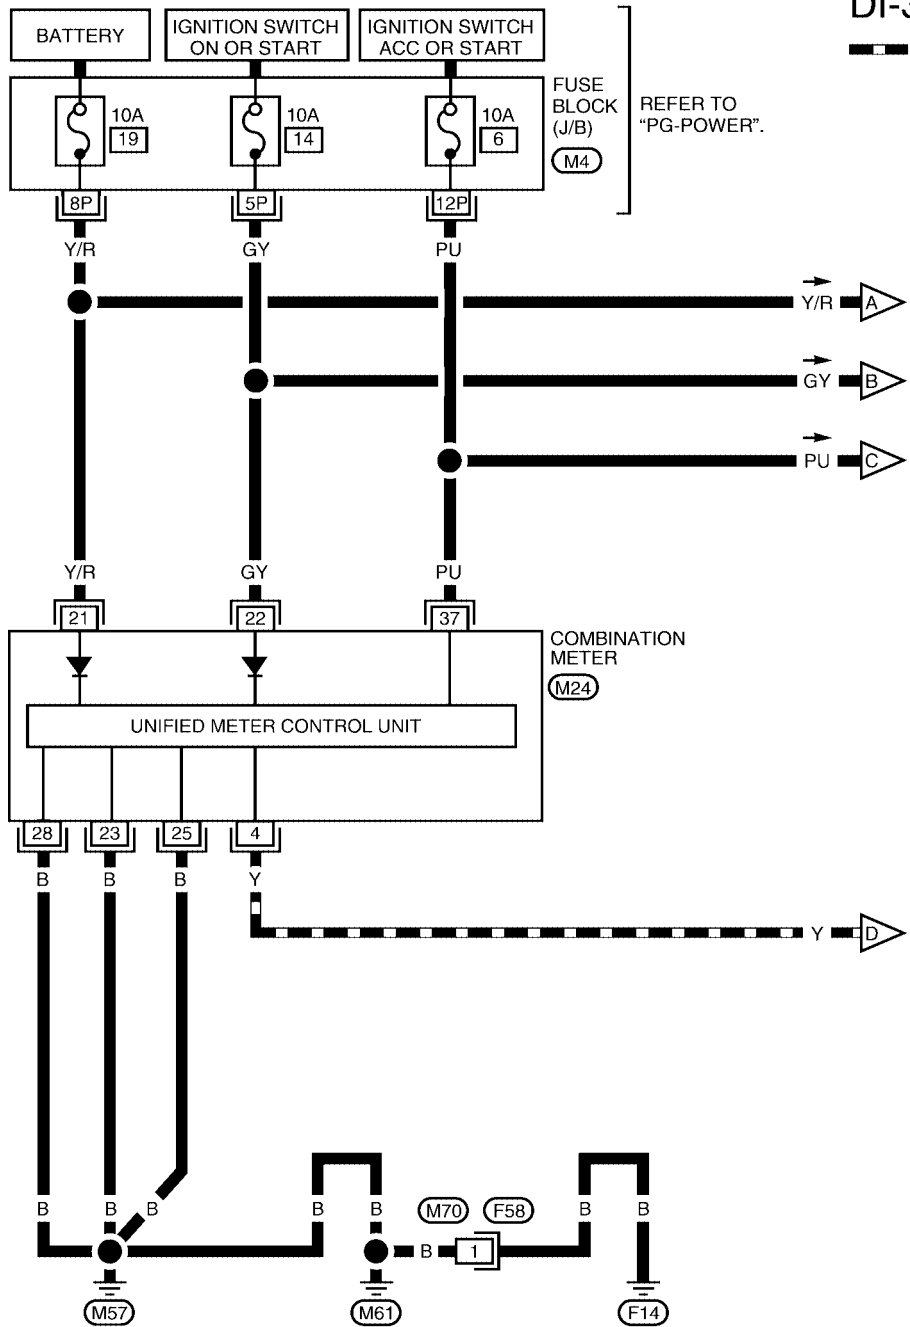 DI-
BATTERY
IGNITION SWITCH
ON OR START
IGNITION SWITCH
ACC OR START
10A
19
10A
14
10A
6
FUSE
BLOCK
(J/B)
M4
REFER TO
“PG-POWER”.
8P
5P
12P
Y/R
GY
PU
Y/R
A
GY
B
PU
C
Y/R
GY
PU
21
22
37
COMBINATION
METER
M24
UNIFIED METER CONTROL UNIT
28
23
25
4
B
B
B
Y
Y
D
B
B
B
B
B
M70
F58
B
B
B
1
M57
M61
F14